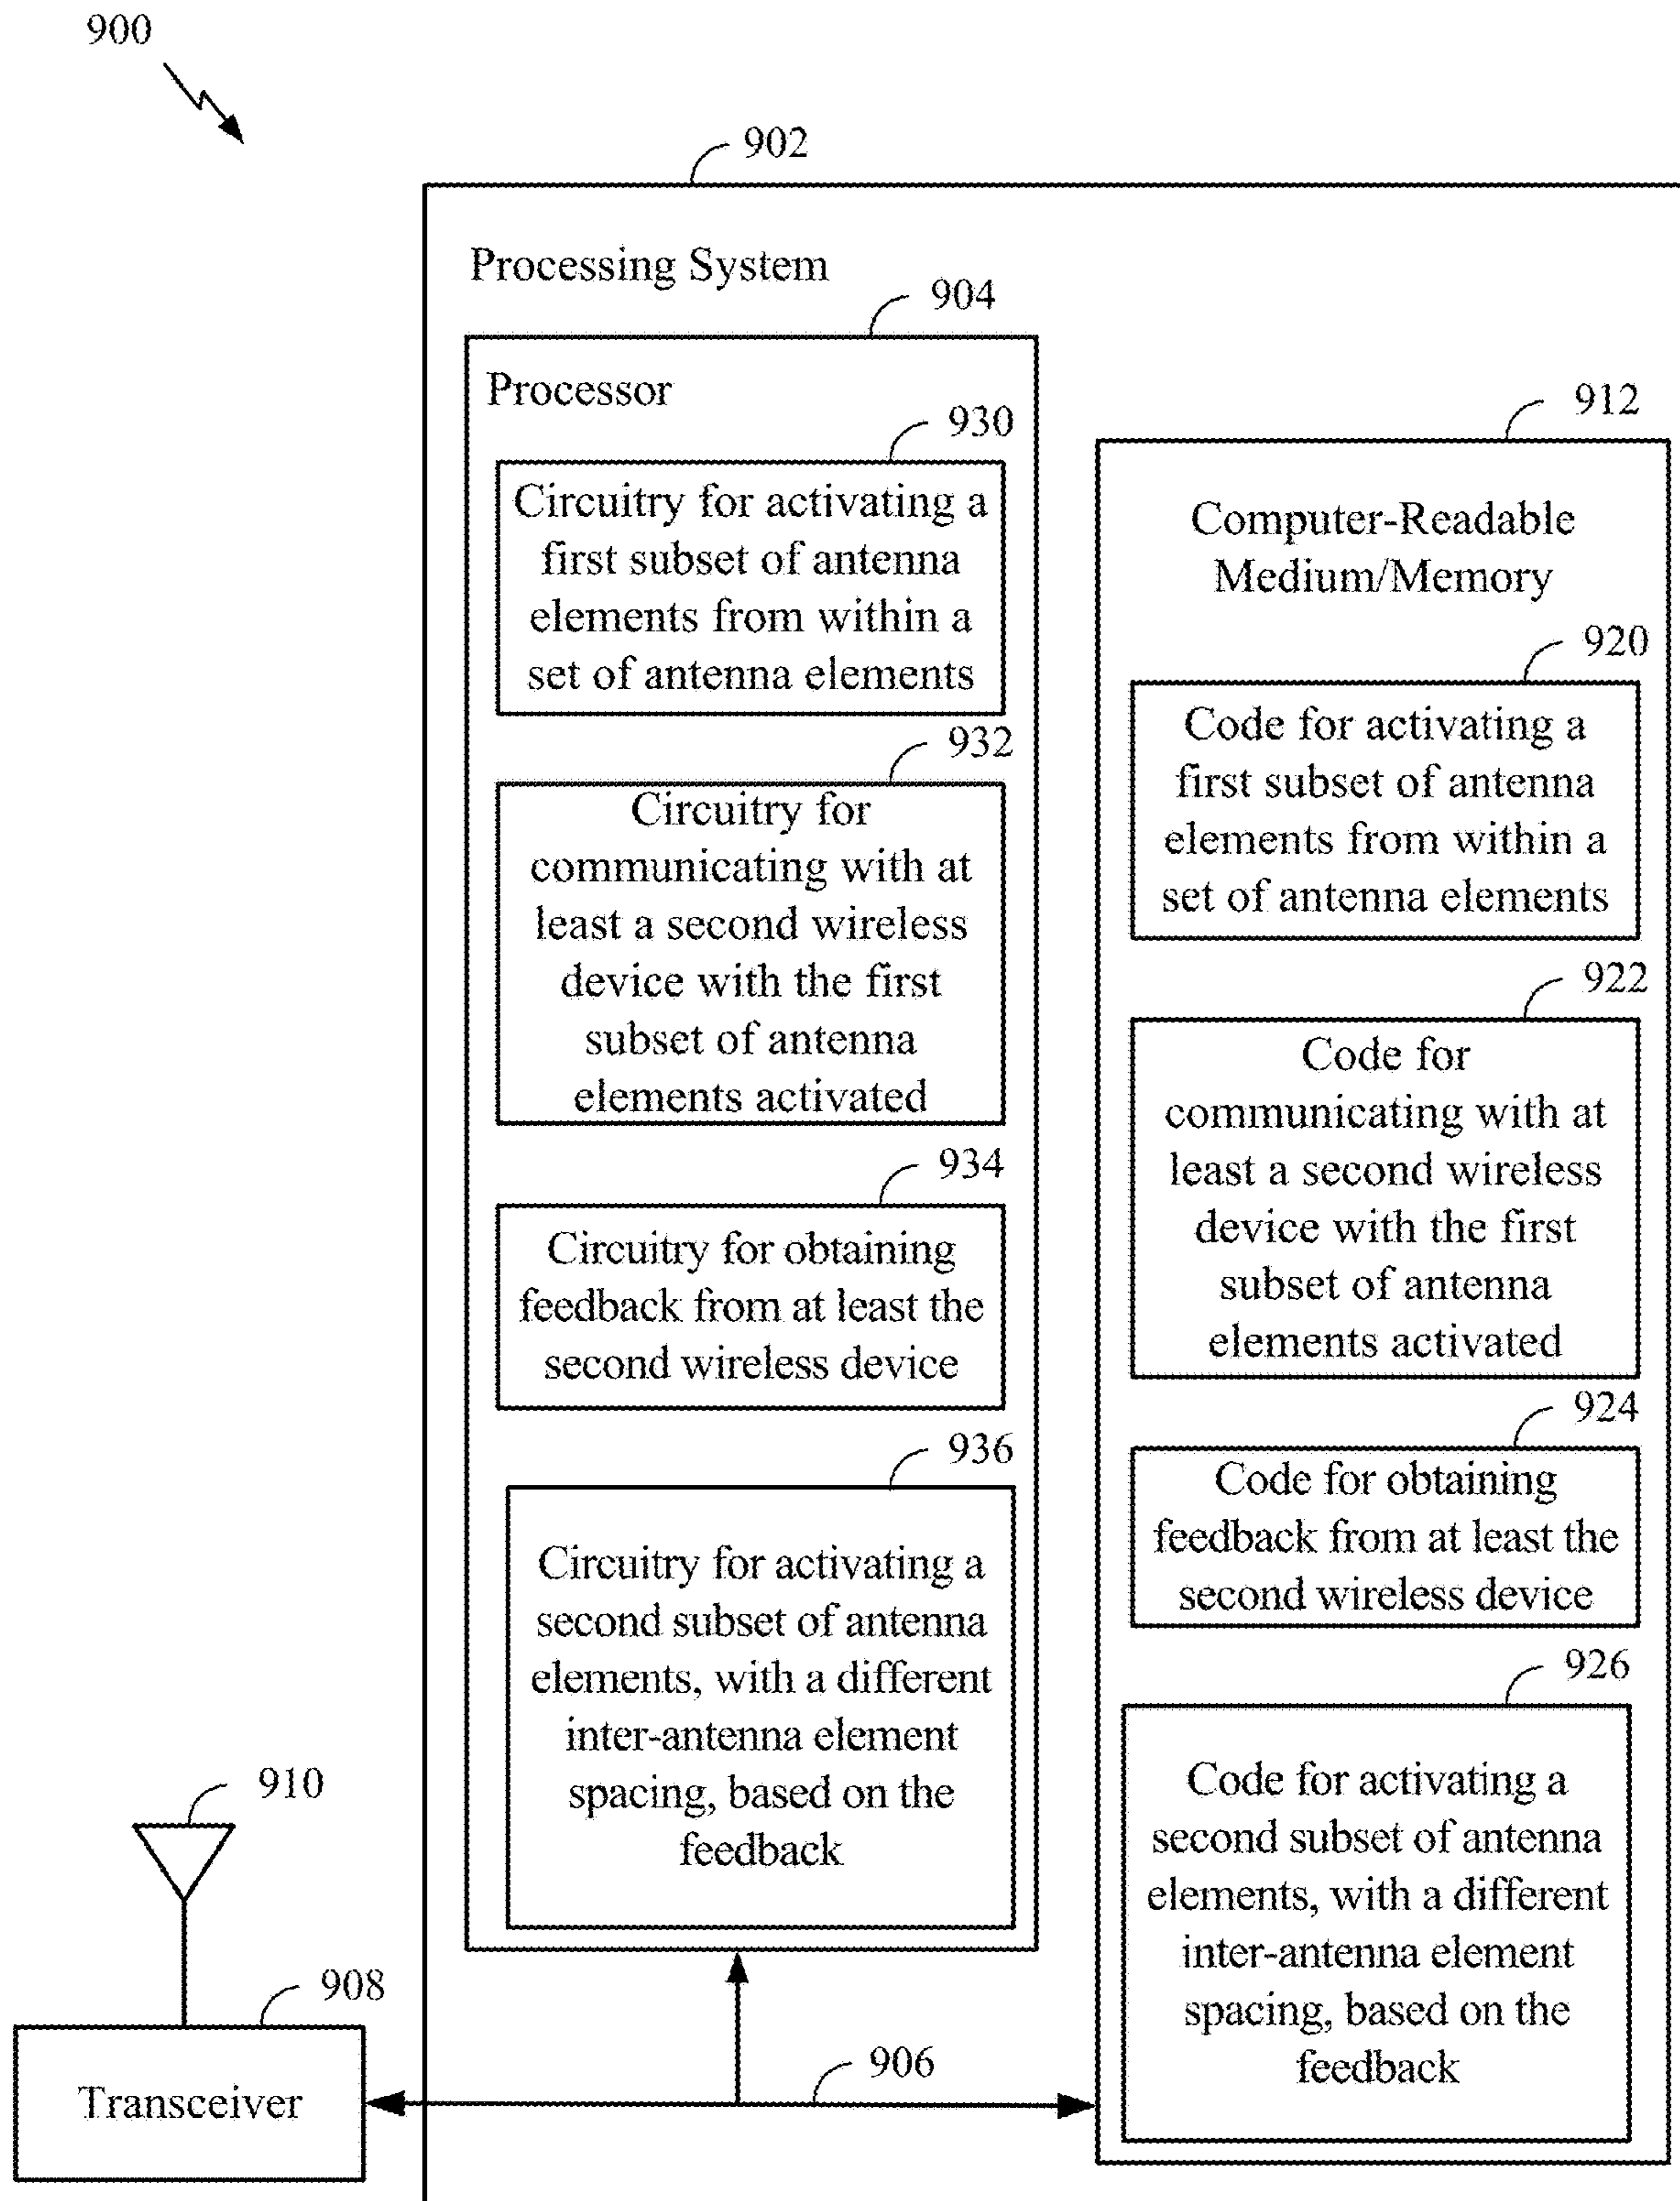 900
902
Processing System
904
Processor
930
Circuitry for activating a
first subset of antenna
elements from within a
set of antenna elements
932
Circuitry for
communicating with at
least a second wireless
device with the first
subset of antenna
elements activated
934
Circuitry for obtaining
feedback from at least the
second wireless device
936
Circuitry for activating a
second subset of antenna
elements, with a different
inter-antenna element
spacing, based on the
feedback
912
Computer-Readable
Medium/Memory
920
Code for activating a
first subset of antenna
elements from within a
set of antenna elements
922
Code for
communicating with at
least a second wireless
device with the first
subset of antenna
elements activated
924
Code for obtaining
feedback from at least the
second wireless device
926
Code for activating a
second subset of antenna
elements, with a different
inter-antenna element
spacing, based on the
feedback
910
908
Transceiver
906